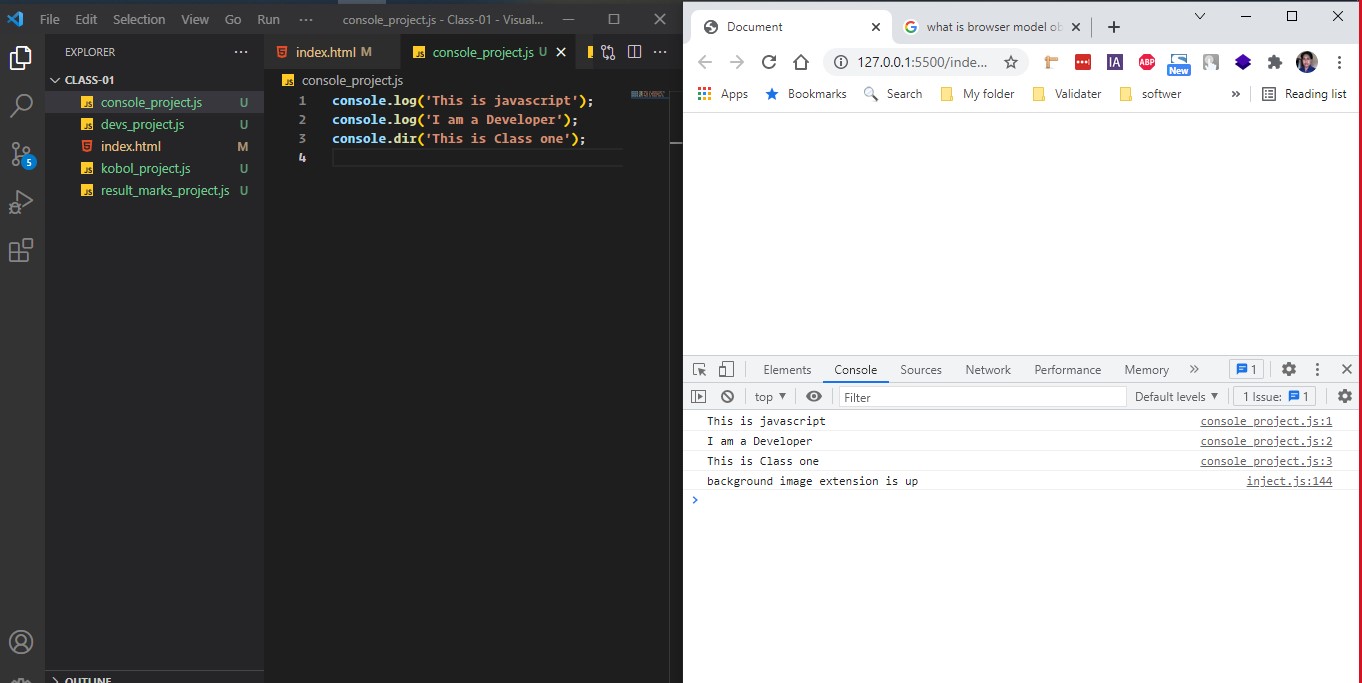 File Edit Selection View Go Run ··· console_project.js - Class-01 - Visual...
EXPLORER ···
CLASS-01
JS console_project.js U
JS devs_project.js U
index.html M
JS kobol_project.js U
JS result_marks_project.js U
OUTLINE
5
index.html M JS console_project.js U
JS console_project.js
1 console.log('This is javascript');
2 console.log('I am a Developer');
3 console.dir('This is Class one');
4
Document what is browser model ob
127.0.0.1:5500/inde... IA ABP New
Apps Bookmarks Search My folder Validater softwer » Reading list
Elements Console Sources Network Performance Memory » 1
top ▼ Filter Default levels ▼ 1 Issue: 1
This is javascript console_project.js:1
I am a Developer console_project.js:2
This is Class one console_project.js:3
background image extension is up inject.js:144